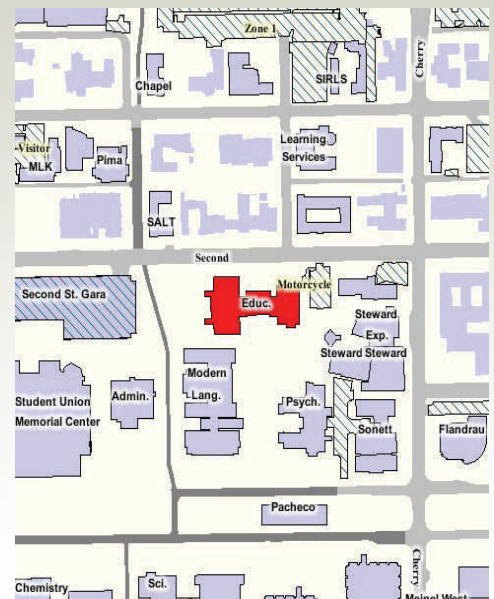 Zone 1
Cherry
Chapel
SIRLS
Visitor
MLK
Pima
Learning
Services
SALT
Second
Second St. Gara
Educ.
Motorcycle
Steward
Exp.
Steward Steward
Modern
Lang.
Student Union
Memorial Center
Admin.
Psych.
Sonett
Flandrau
Pacheco
Cherry
Chemistry
Sci.
Meinel West